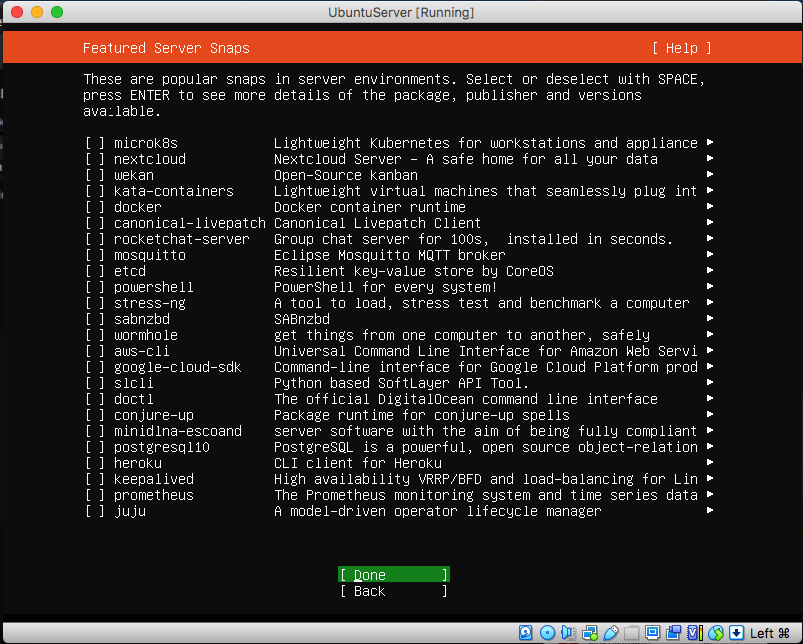 UbuntuServer [Running]
Featured Server Snaps [ Help ]
These are popular snaps in server environments. Select or deselect with SPACE,
press ENTER to see more details of the package, publisher and versions
available.
[ ] microk8s Lightweight Kubernetes for workstations and appliance ▸
[ ] nextcloud Nextcloud Server - A safe home for all your data ▸
[ ] wekan Open-Source kanban ▸
[ ] kata-containers Lightweight virtual machines that seamlessly plug int ▸
[ ] docker Docker container runtime ▸
[ ] canonical-livepatch Canonical Livepatch Client ▸
[ ] rocketchat-server Group chat server for 100s, installed in seconds. ▸
[ ] mosquitto Eclipse Mosquitto MQTT broker ▸
[ ] etcd Resilient key-value store by CoreOS ▸
[ ] powershell PowerShell for every system! ▸
[ ] stress-ng A tool to load, stress test and benchmark a computer ▸
[ ] sabnzbd SABnzbd ▸
[ ] wormhole get things from one computer to another, safely ▸
[ ] aws-cli Universal Command Line Interface for Amazon Web Servi ▸
[ ] google-cloud-sdk Command-line interface for Google Cloud Platform prod ▸
[ ] slcli Python based SoftLayer API Tool. ▸
[ ] doctl The official DigitalOcean command line interface ▸
[ ] conjure-up Package runtime for conjure-up spells ▸
[ ] minidlna-escoand server software with the aim of being fully compliant ▸
[ ] postgresql10 PostgreSQL is a powerful, open source object-relation ▸
[ ] heroku CLI client for Heroku ▸
[ ] keepalived High availability VRRP/BFD and load-balancing for Lin ▸
[ ] prometheus The Prometheus monitoring system and time series data ▸
[ ] juju A model-driven operator lifecycle manager ▸
[ Done ]
[ Back ]
Left ⌘